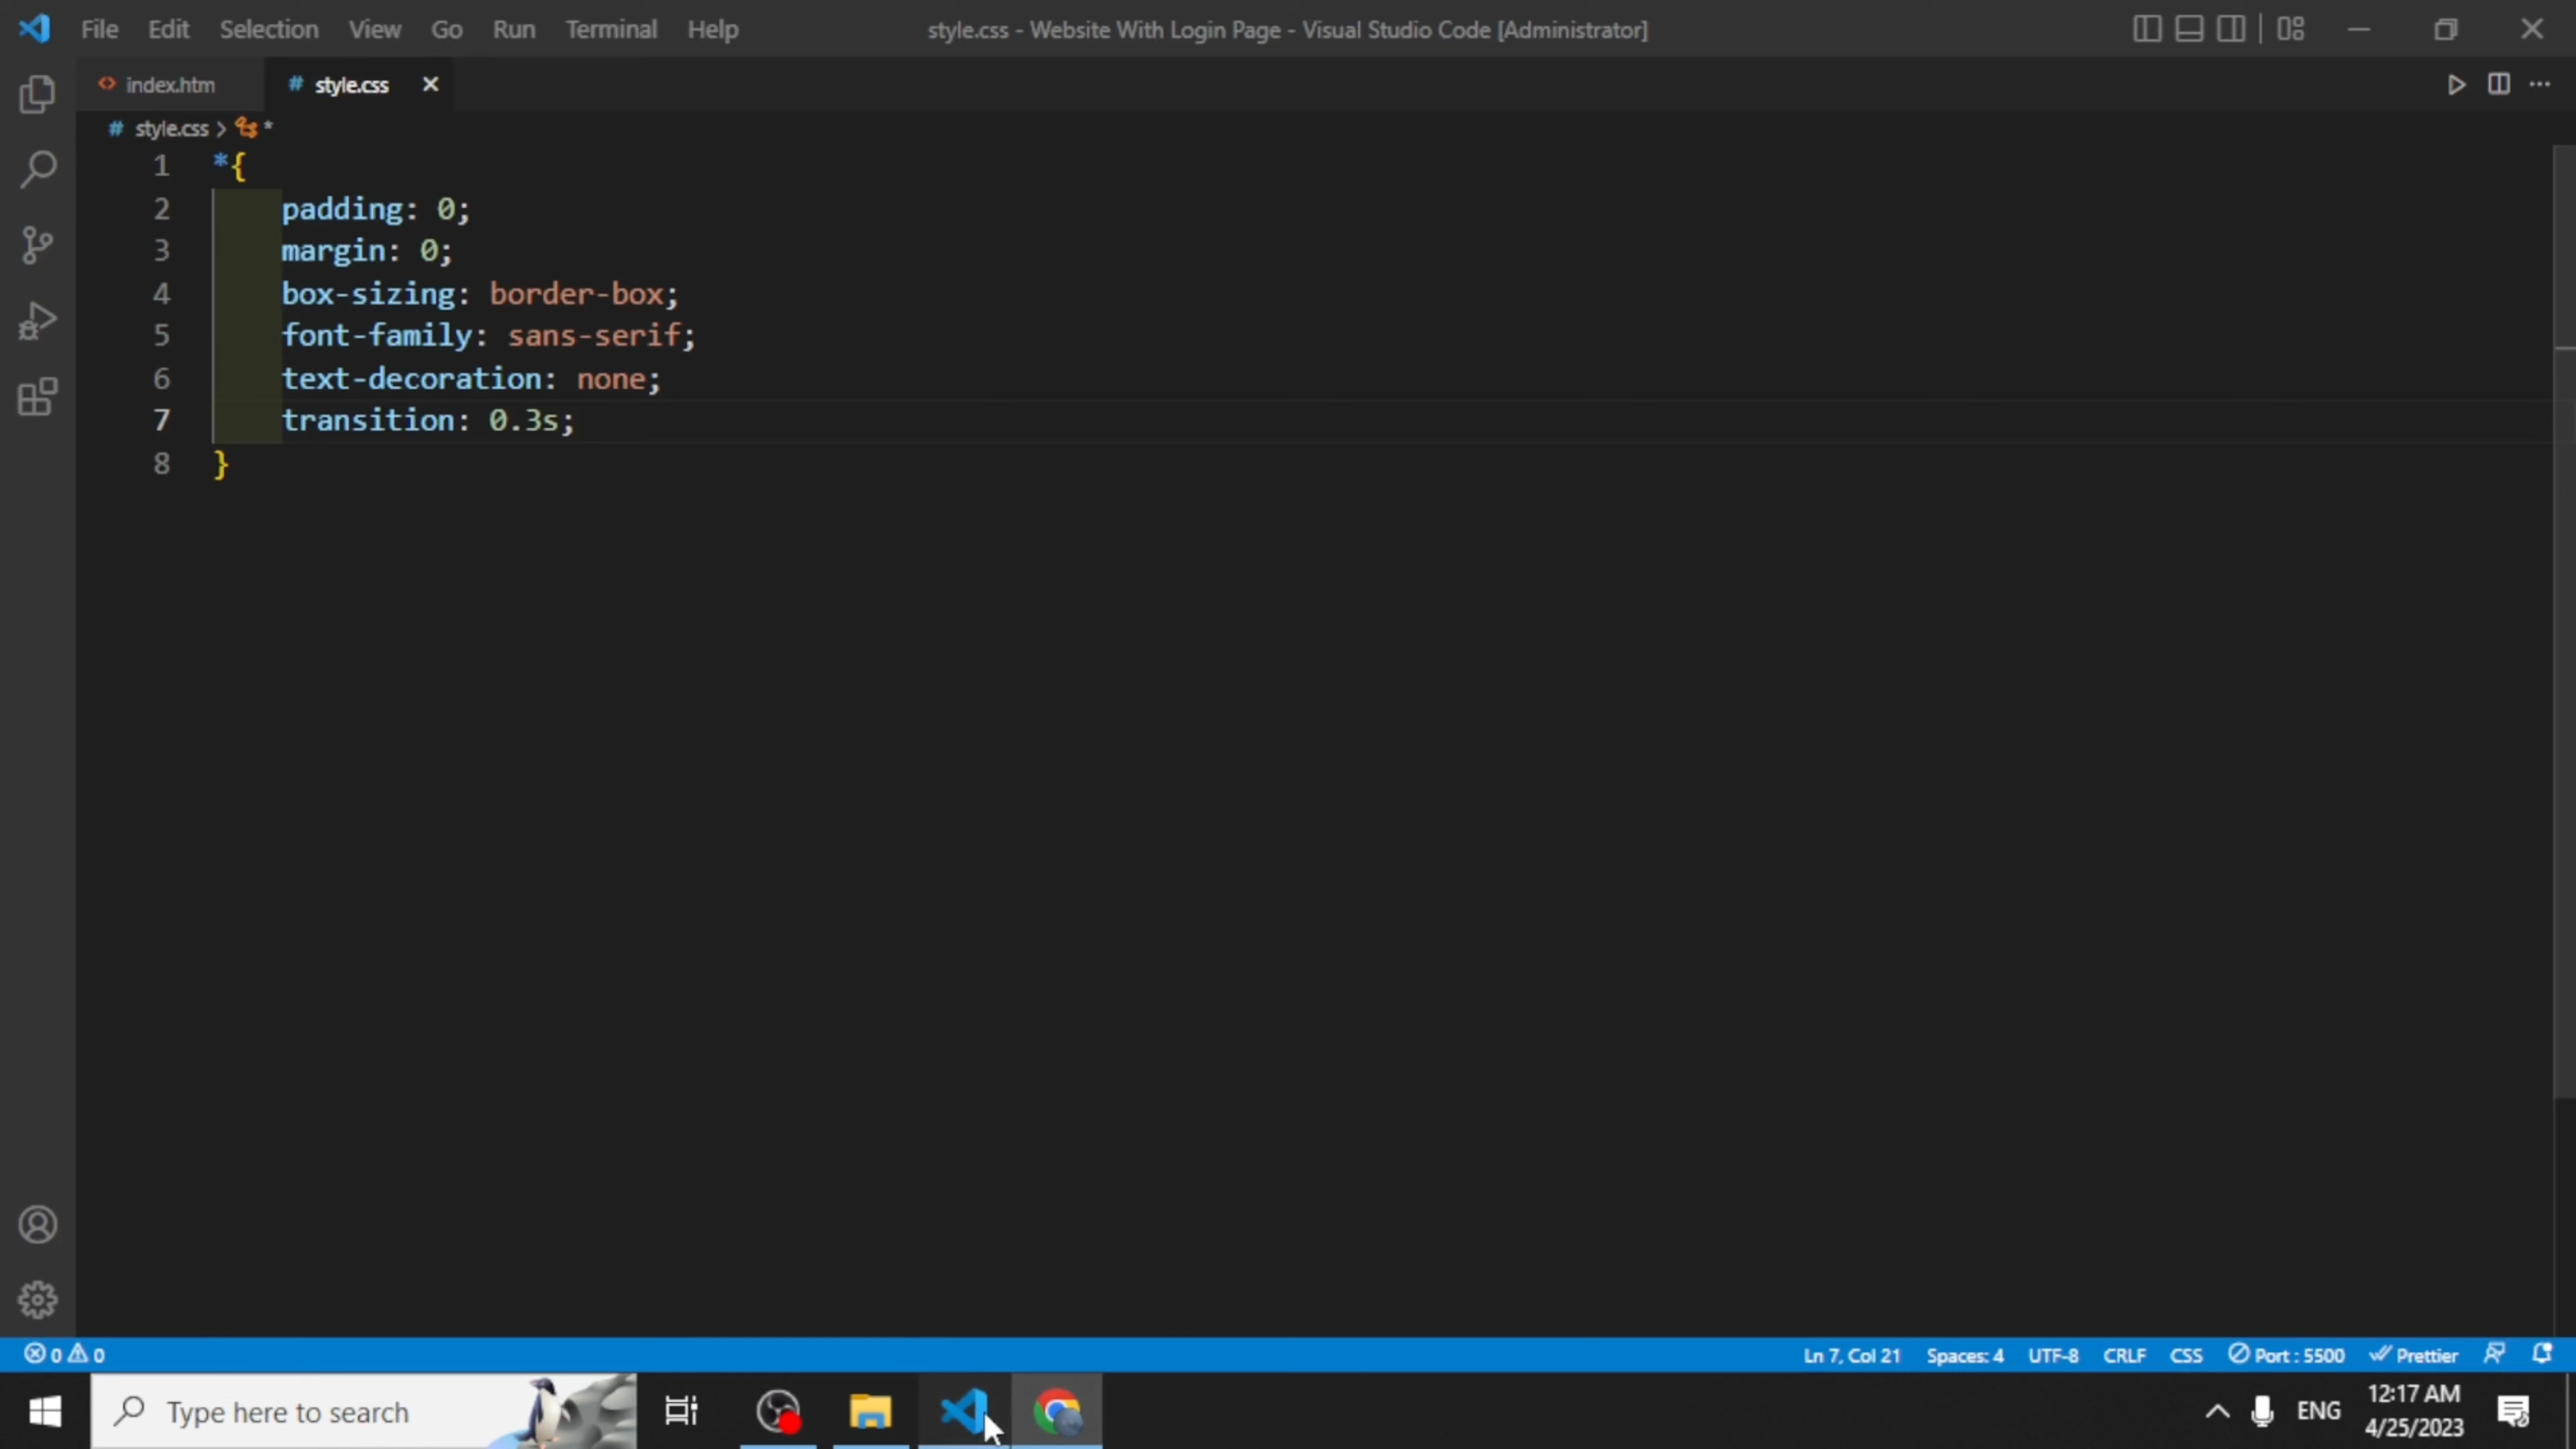 File Edit Selection View Go Run Terminal Help style.css - Website With Login Page - Visual Studio Code [Administrator]
index.htm # style.css
# style.css > *
1 *{
2 padding: 0;
3 margin: 0;
4 box-sizing: border-box;
5 font-family: sans-serif;
6 text-decoration: none;
7 transition: 0.3s;
8 }
0 0 Ln 7, Col 21 Spaces: 4 UTF-8 CRLF CSS Port : 5500 Prettier
Type here to search ENG 12:17 AM
4/25/2023